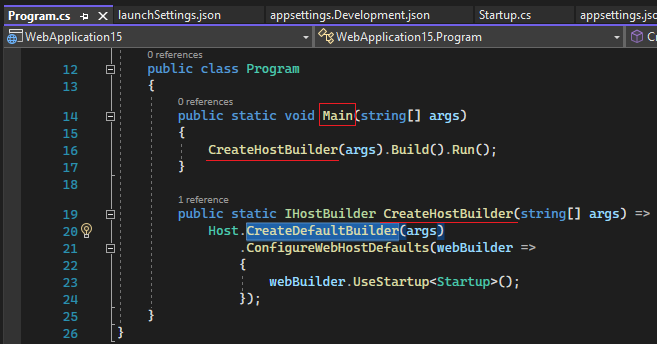 Program.cs launchSettings.json appsettings.Development.json Startup.cs appsettings.jsc
WebApplication15 WebApplication15.Program Cr
0 references
12 public class Program
13 {
0 references
14 public static void Main(string[] args)
15 {
16 CreateHostBuilder(args).Build().Run();
17 }
18
1 reference
19 public static IHostBuilder CreateHostBuilder(string[] args) =>
20 Host.CreateDefaultBuilder(args)
21 .ConfigureWebHostDefaults(webBuilder =>
22 {
23 webBuilder.UseStartup<Startup>();
24 });
25 }
26 }